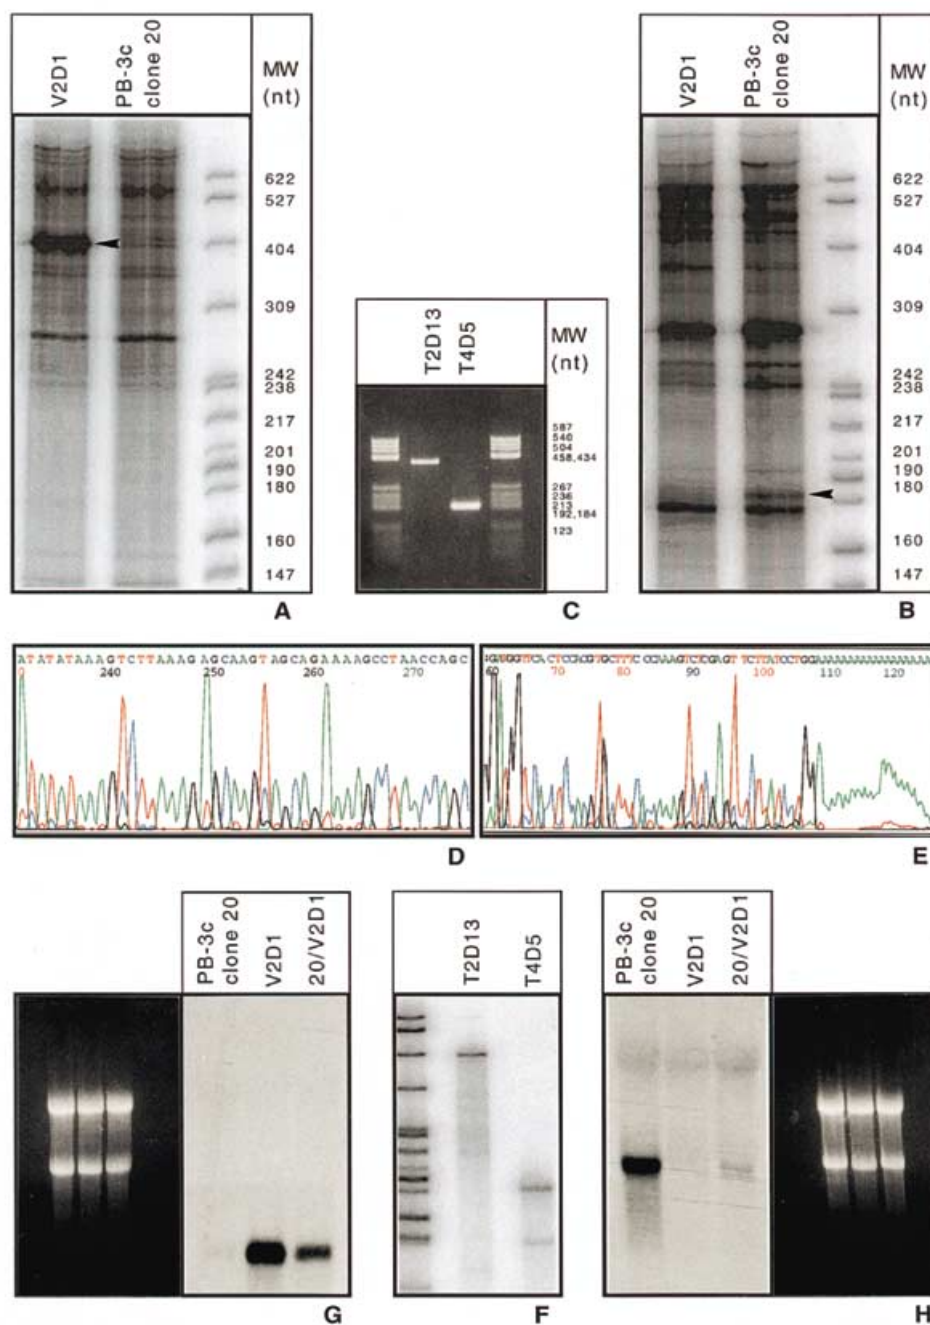 V2D1
PB-3c
clone 20
MW
(nt)
622
527
404
309
242
238
217
201
190
180
160
147
A
T2D13
T4D5
MW
(nt)
587
540
504
458,434
267
236
213
192,184
123
C
V2D1
PB-3c
clone 20
MW
(nt)
622
527
404
309
242
238
217
201
190
180
160
147
B
ATATATAAAGTCTTAAAGAGCAAGTAGCAGAAAAGCCTAACCAGC
0 240 250 260 270
D
60 70 80 90 100 110 120
E
PB-3c
clone 20
V2D1
20/V2D1
G
T2D13
T4D5
F
PB-3c
clone 20
V2D1
20/V2D1
H